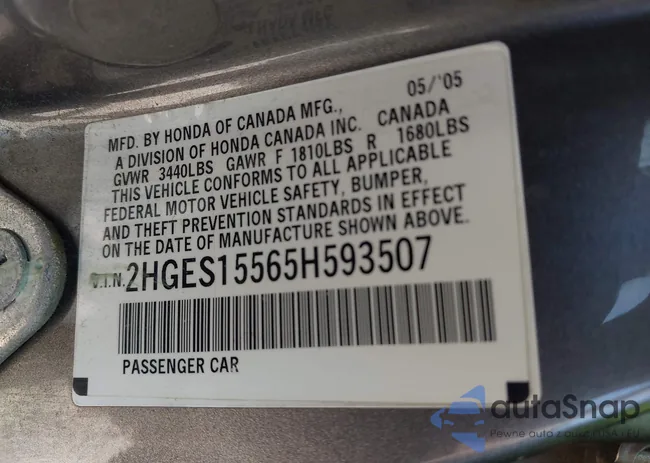 05/'05
MFD. BY HONDA OF CANADA MFG.,
A DIVISION OF HONDA CANADA INC. CANADA
GVWR 3440LBS GAWR F 1810LBS R 1680LBS
THIS VEHICLE CONFORMS TO ALL APPLICABLE
FEDERAL MOTOR VEHICLE SAFETY, BUMPER,
AND THEFT PREVENTION STANDARDS IN EFFECT
ON THE DATE OF MANUFACTURE SHOWN ABOVE.
V.I.N. 2HGES15565H593507
PASSENGER CAR
autoSnap
Pewne auto z